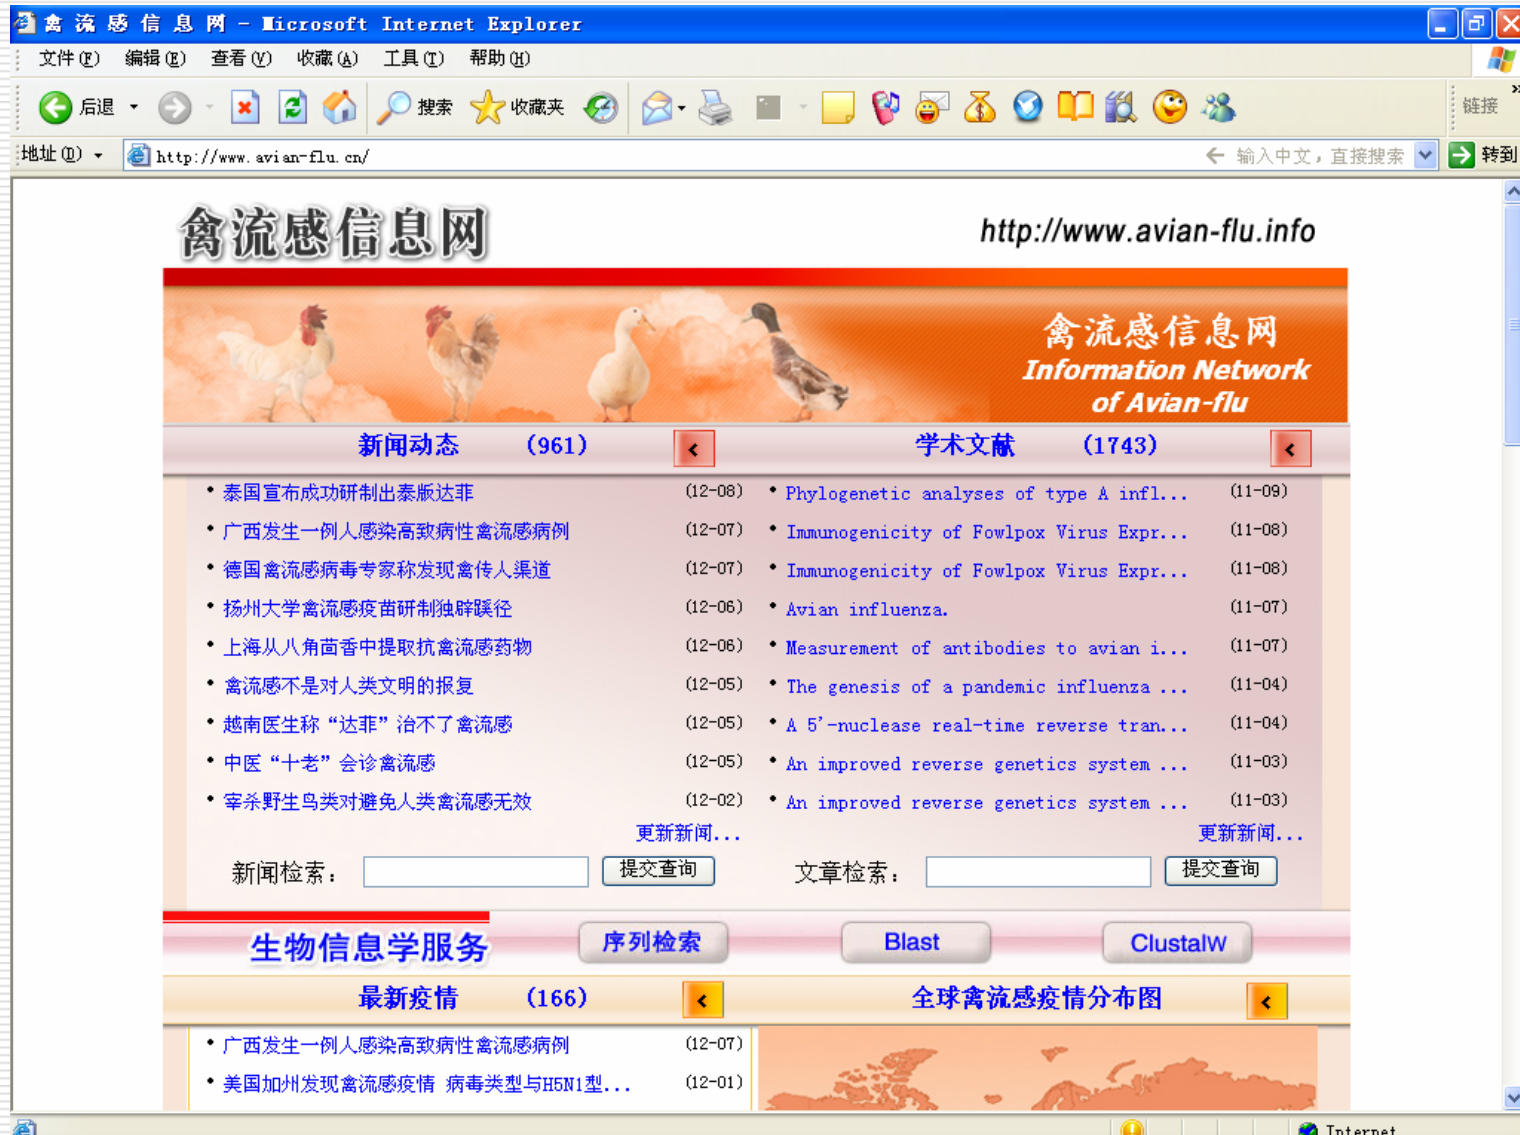 禽 流 感 信 息 网 - Microsoft Internet Explorer
文件(F) 编辑(E) 查看(V) 收藏(A) 工具(T) 帮助(H)
后退 搜索 收藏夹 链接
地址(D) http://www.avian-flu.cn/ 输入中文，直接搜索 转到
禽流感信息网 http://www.avian-flu.info
禽流感信息网
Information Network
of Avian-flu
新闻动态 (961) 学术文献 (1743)
• 泰国宣布成功研制出泰版达菲 (12-08) • Phylogenetic analyses of type A infl... (11-09)
• 广西发生一例人感染高致病性禽流感病例 (12-07) • Immunogenicity of Fowlpox Virus Expr... (11-08)
• 德国禽流感病毒专家称发现禽传人渠道 (12-07) • Immunogenicity of Fowlpox Virus Expr... (11-08)
• 扬州大学禽流感疫苗研制独辟蹊径 (12-06) • Avian influenza. (11-07)
• 上海从八角茴香中提取抗禽流感药物 (12-06) • Measurement of antibodies to avian i... (11-07)
• 禽流感不是对人类文明的报复 (12-05) • The genesis of a pandemic influenza ... (11-04)
• 越南医生称“达菲”治不了禽流感 (12-05) • A 5'-nuclease real-time reverse tran... (11-04)
• 中医“十老”会诊禽流感 (12-05) • An improved reverse genetics system ... (11-03)
• 宰杀野生鸟类对避免人类禽流感无效 (12-02) • An improved reverse genetics system ... (11-03)
更新新闻... 更新新闻...
新闻检索： 提交查询 文章检索： 提交查询
生物信息学服务 序列检索 Blast ClustalW
最新疫情 (166) 全球禽流感疫情分布图
• 广西发生一例人感染高致病性禽流感病例 (12-07)
• 美国加州发现禽流感疫情 病毒类型与H5N1型... (12-01)
Internet